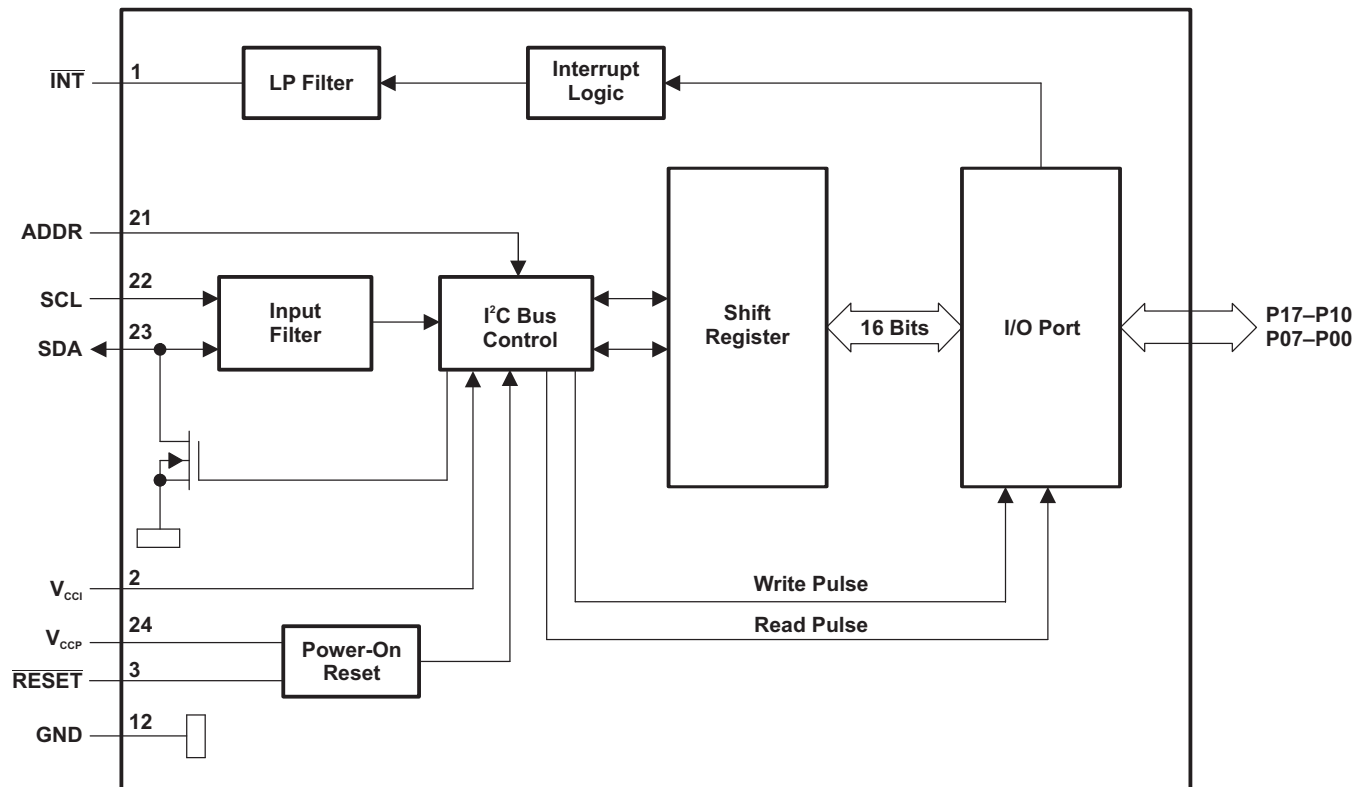 INT
1
LP Filter
Interrupt
Logic
ADDR
21
SCL
22
SDA
23
Input
Filter
I²C Bus
Control
Shift
Register
16 Bits
I/O Port
P17–P10
P07–P00
VCCI
2
Write Pulse
VCCP
24
Read Pulse
RESET
3
Power-On
Reset
GND
12